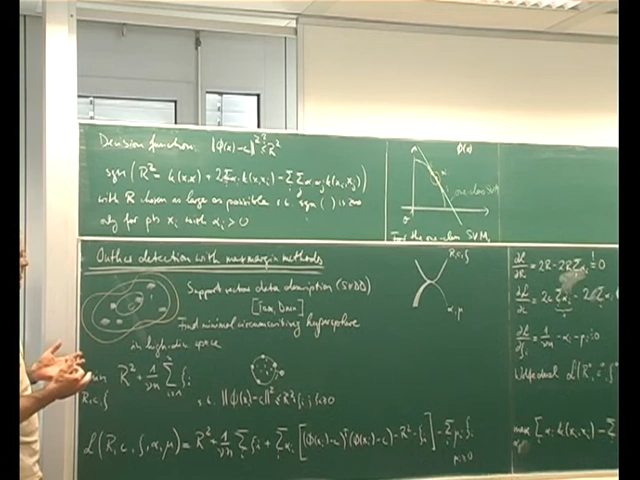 Decision function: ||Φ(x)-c||² ≤? R²
sgn(R² - k(x,x) + 2 Σ αᵢ k(x,xᵢ) - Σ Σ αᵢ αⱼ k(xᵢ,xⱼ))
with R chosen as large as possible s.t. sgn( ) is zero
only for pts xᵢ with αᵢ > 0
Φ(x)
one-class SVM
For the one-class SVM,
Outlier detection with max margin methods
Support vector data description (SVDD)
[Tax, Duin]
Find minimal circumscribing hypersphere
in high-dim space
min R² + 1/νn Σ ξᵢ
R,c,ξ
s.t. ||Φ(xᵢ)-c||² ≤ R² + ξᵢ, ξᵢ ≥ 0
L(R,c,ξ,α,μ) = R² + 1/νn Σ ξᵢ + Σ αᵢ [(Φ(xᵢ)-c)ᵀ(Φ(xᵢ)-c) - R² - ξᵢ] - Σ μᵢ ξᵢ
R,c,ξ
α,μ
∂L/∂R = 2R - 2R Σ αᵢ = 0
∂L/∂c = 2c Σ αᵢ - 2 Σ αᵢ
∂L/∂ξᵢ = 1/νn - αᵢ - μᵢ = 0
Wolfe dual L(R*, c*, ξ*
max Σ αᵢ k(xᵢ,xᵢ) - Σ